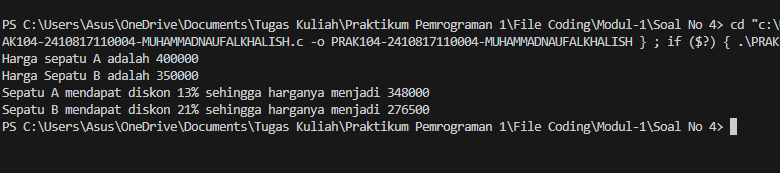 PS C:\Users\Asus\OneDrive\Documents\Tugas Kuliah\Praktikum Pemrograman 1\File Coding\Modul-1\Soal No 4> cd "c:\
AK104-2410817110004-MUHAMMADNAUFALKHALISH.c -o PRAK104-2410817110004-MUHAMMADNAUFALKHALISH } ; if ($?) { .\PRAK
Harga sepatu A adalah 400000
Harga Sepatu B adalah 350000
Sepatu A mendapat diskon 13% sehingga harganya menjadi 348000
Sepatu B mendapat diskon 21% sehingga harganya menjadi 276500
PS C:\Users\Asus\OneDrive\Documents\Tugas Kuliah\Praktikum Pemrograman 1\File Coding\Modul-1\Soal No 4>